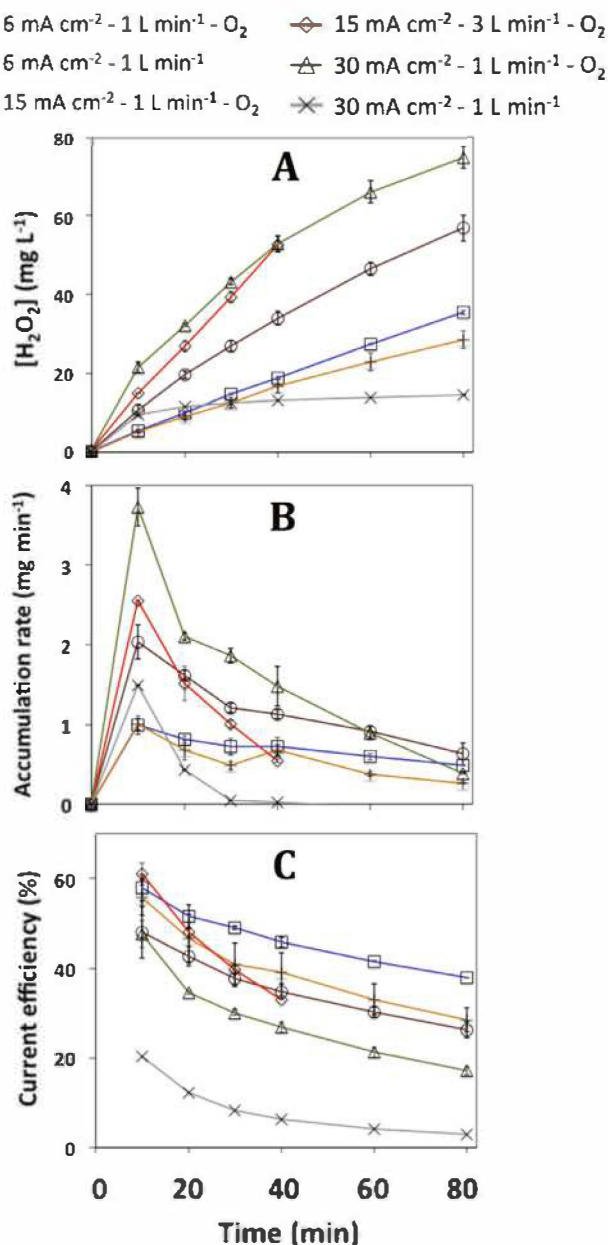 6 mA cm⁻² - 1 L min⁻¹ - O₂
15 mA cm⁻² - 3 L min⁻¹ - O₂
6 mA cm⁻² - 1 L min⁻¹
30 mA cm⁻² - 1 L min⁻¹ - O₂
15 mA cm⁻² - 1 L min⁻¹ - O₂
30 mA cm⁻² - 1 L min⁻¹
A
[H₂O₂] (mg L⁻¹)
80
60
40
20
0
B
Accumulation rate (mg min⁻¹)
4
3
2
1
0
C
Current efficiency (%)
60
40
20
0
0 20 40 60 80
Time (min)